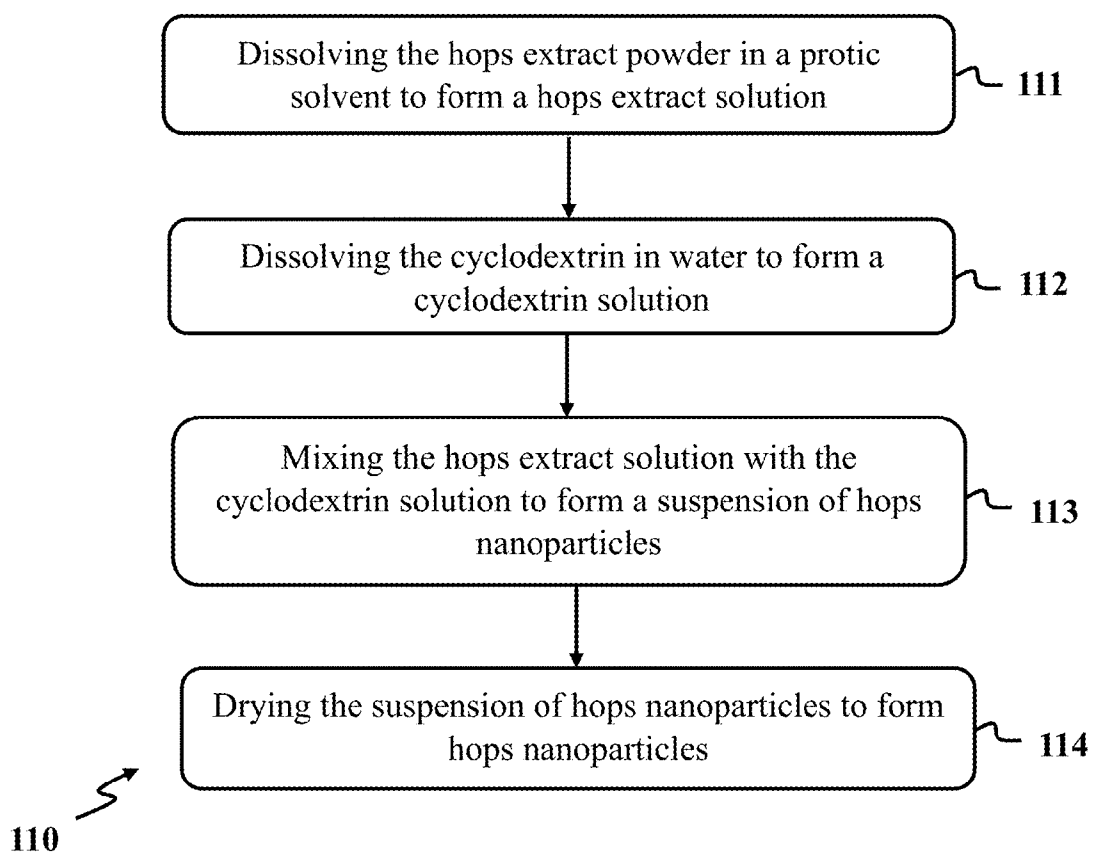 Dissolving the hops extract powder in a protic
solvent to form a hops extract solution
111
Dissolving the cyclodextrin in water to form a
cyclodextrin solution
112
Mixing the hops extract solution with the
cyclodextrin solution to form a suspension of hops
nanoparticles
113
Drying the suspension of hops nanoparticles to form
hops nanoparticles
114
110